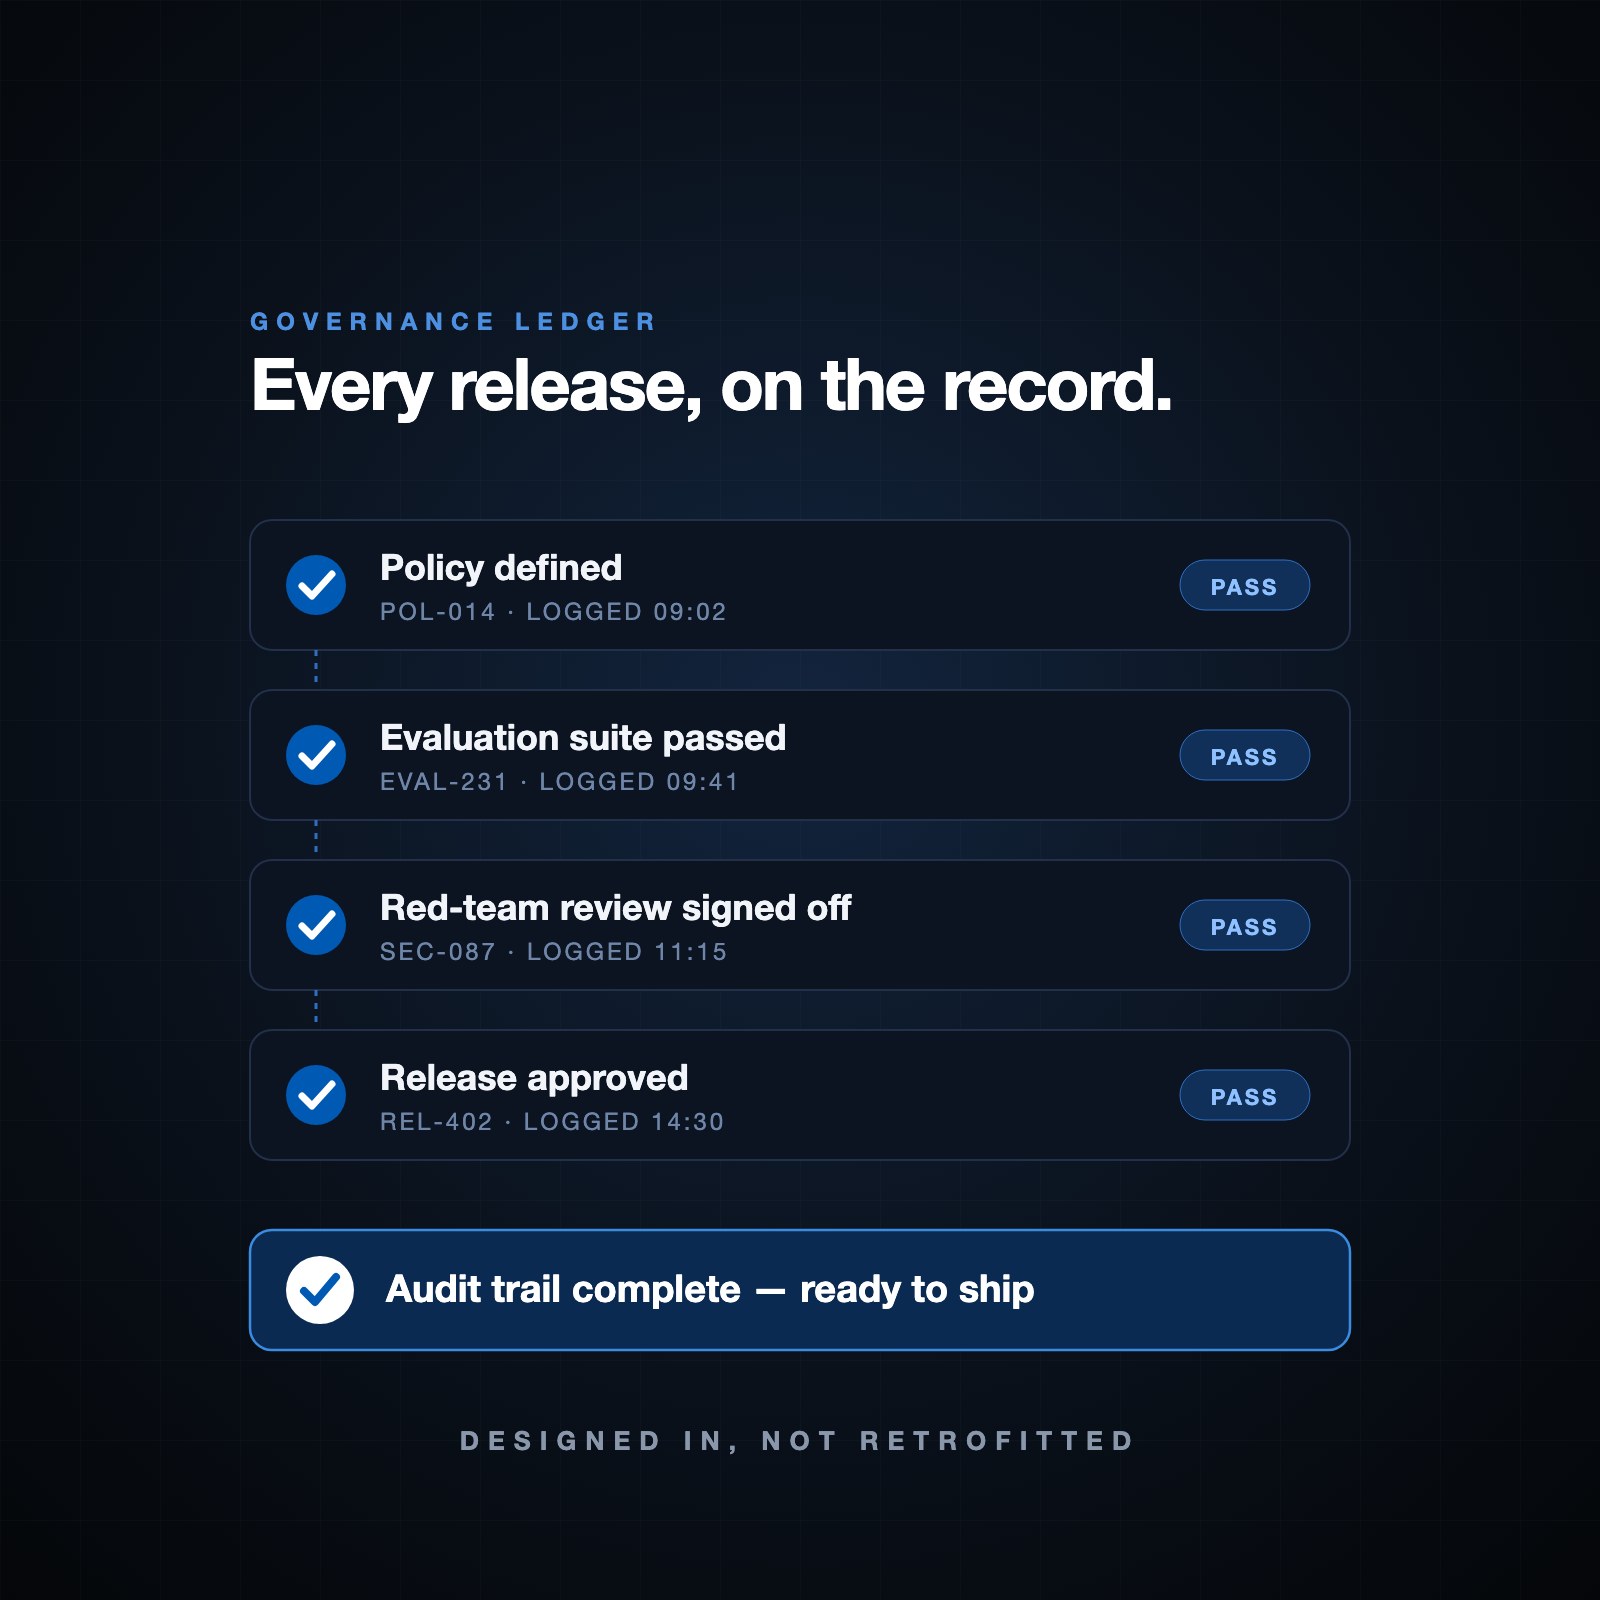 GOVERNANCE LEDGER
Every release, on the record.
Policy defined
POL-014 · LOGGED 09:02
PASS
Evaluation suite passed
EVAL-231 · LOGGED 09:41
PASS
Red-team review signed off
SEC-087 · LOGGED 11:15
PASS
Release approved
REL-402 · LOGGED 14:30
PASS
Audit trail complete — ready to ship
DESIGNED IN, NOT RETROFITTED